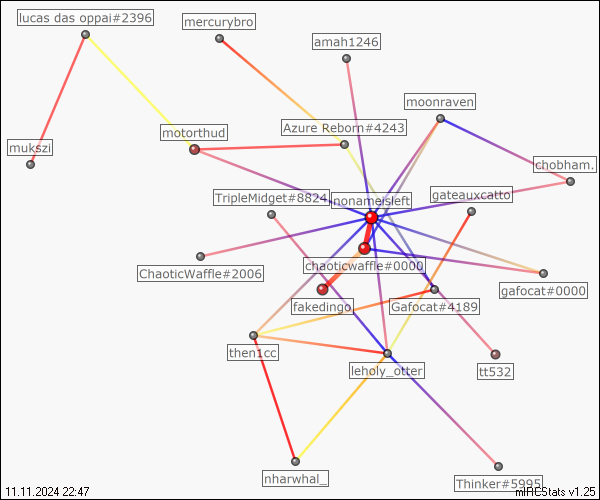 lucas das oppai#2396
mercurybro
amah1246
moonraven
motorthud
Azure Reborn#4243
mukszi
chobham.
TripleMidget#8824
nonameisleft
gateauxcatto
ChaoticWaffle#2006
chaoticwaffle#0000
gafocat#0000
fakedingo
Gafocat#4189
then1cc
leholy_otter
tt532
nharwhal_
Thinker#5995
11.11.2024 22:47
mIRCStats v1.25